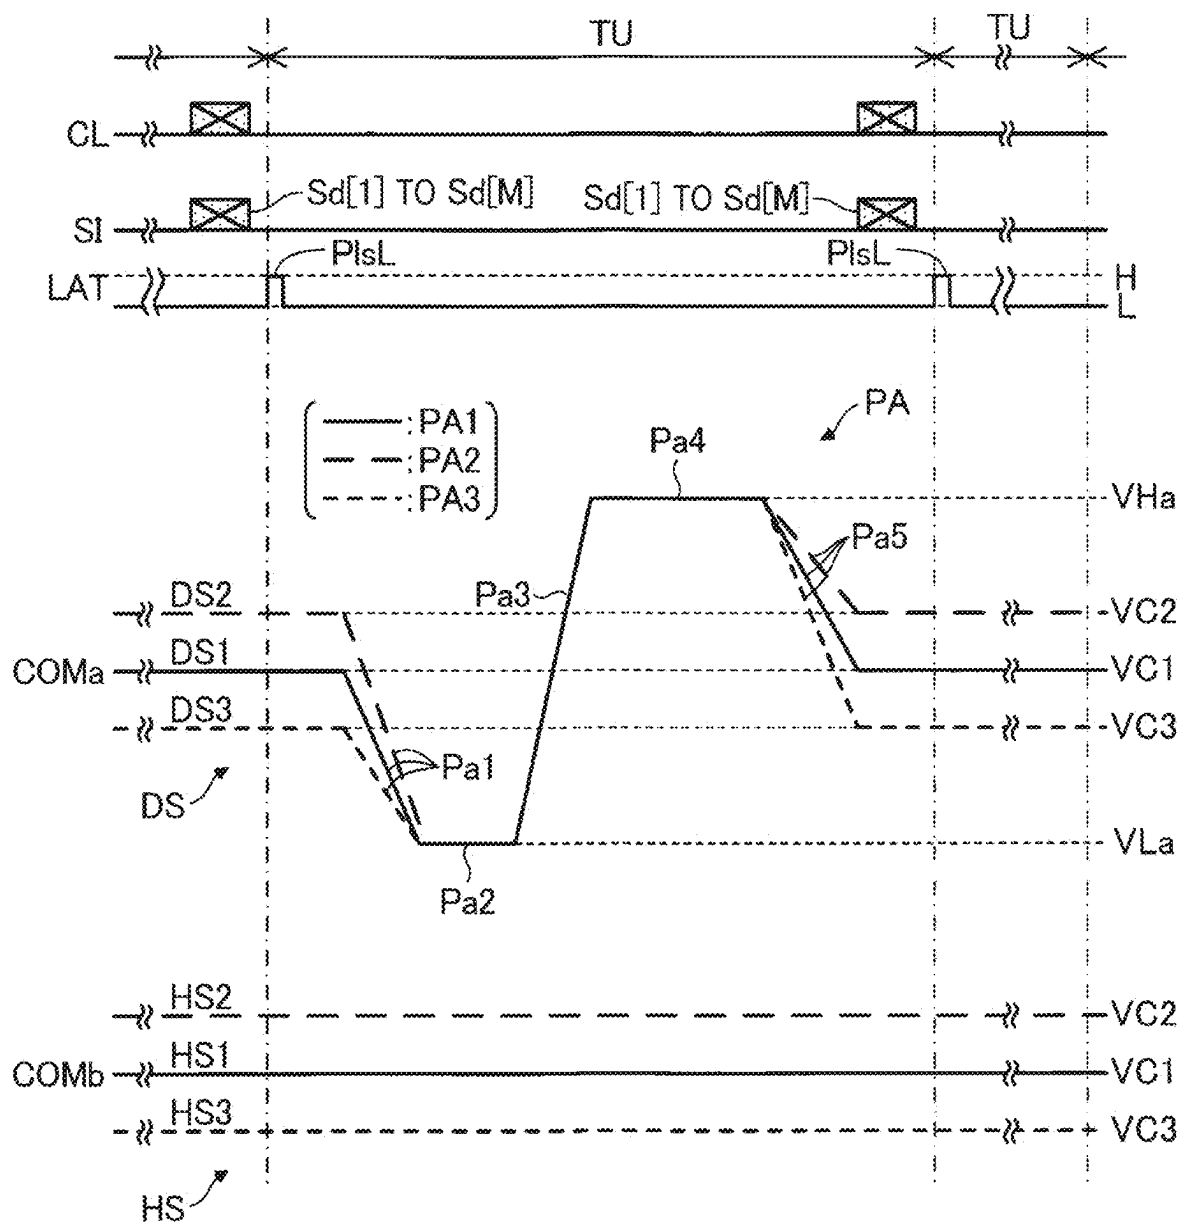 TU
TU
CL
Sd[1] TO Sd[M]
Sd[1] TO Sd[M]
SI
PlsL
PlsL
LAT
H
L
:PA1
:PA2
:PA3
PA
Pa4
VHa
Pa5
Pa3
DS2
VC2
COMa
DS1
VC1
DS3
VC3
Pa1
DS
VLa
Pa2
HS2
VC2
COMb
HS1
VC1
HS3
VC3
HS